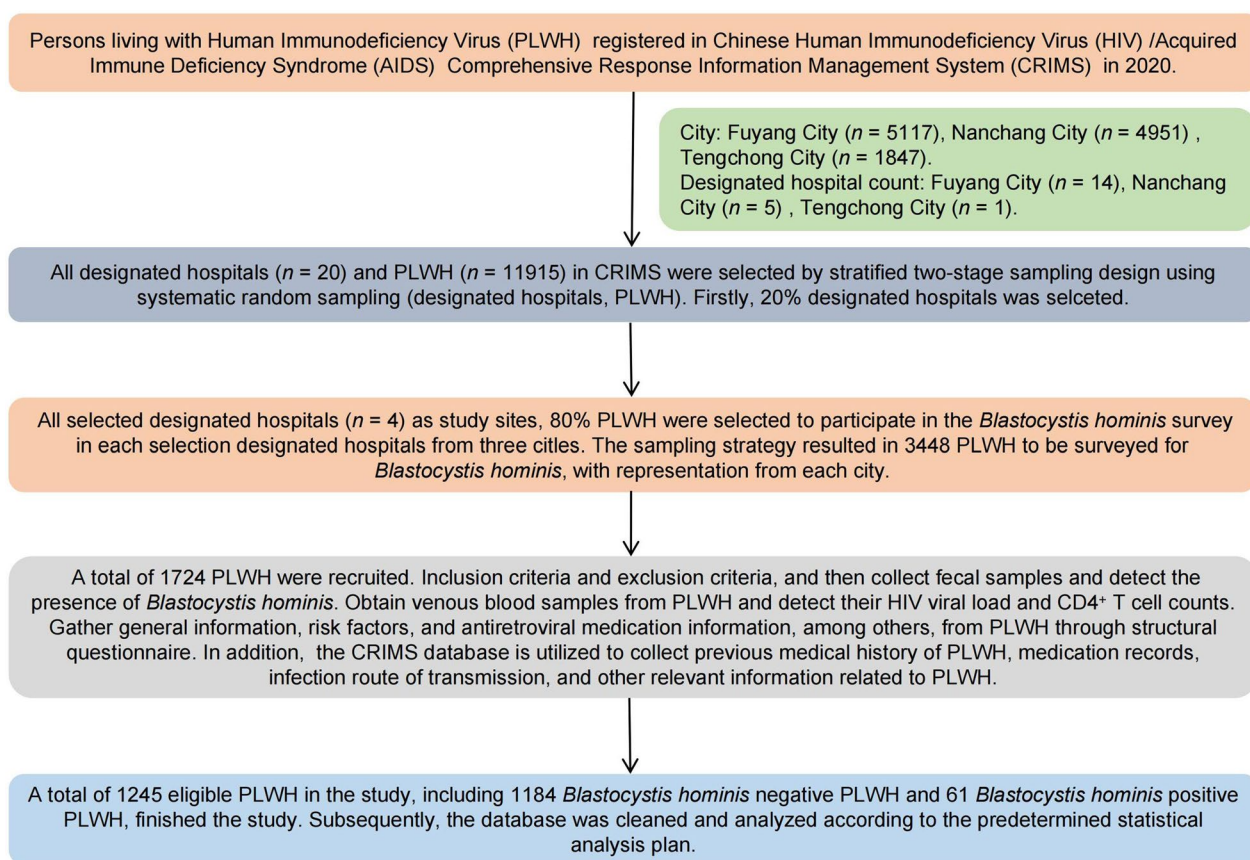 Persons living with Human Immunodeficiency Virus (PLWH) registered in Chinese Human Immunodeficiency Virus (HIV) /Acquired
Immune Deficiency Syndrome (AIDS) Comprehensive Response Information Management System (CRIMS) in 2020.
City: Fuyang City (n = 5117), Nanchang City (n = 4951) ,
Tengchong City (n = 1847).
Designated hospital count: Fuyang City (n = 14), Nanchang
City (n = 5) , Tengchong City (n = 1).
All designated hospitals (n = 20) and PLWH (n = 11915) in CRIMS were selected by stratified two-stage sampling design using
systematic random sampling (designated hospitals, PLWH). Firstly, 20% designated hospitals was selceted.
All selected designated hospitals (n = 4) as study sites, 80% PLWH were selected to participate in the Blastocystis hominis survey
in each selection designated hospitals from three citles. The sampling strategy resulted in 3448 PLWH to be surveyed for
Blastocystis hominis, with representation from each city.
A total of 1724 PLWH were recruited. Inclusion criteria and exclusion criteria, and then collect fecal samples and detect the
presence of Blastocystis hominis. Obtain venous blood samples from PLWH and detect their HIV viral load and CD4⁺ T cell counts.
Gather general information, risk factors, and antiretroviral medication information, among others, from PLWH through structural
questionnaire. In addition, the CRIMS database is utilized to collect previous medical history of PLWH, medication records,
infection route of transmission, and other relevant information related to PLWH.
A total of 1245 eligible PLWH in the study, including 1184 Blastocystis hominis negative PLWH and 61 Blastocystis hominis positive
PLWH, finished the study. Subsequently, the database was cleaned and analyzed according to the predetermined statistical
analysis plan.